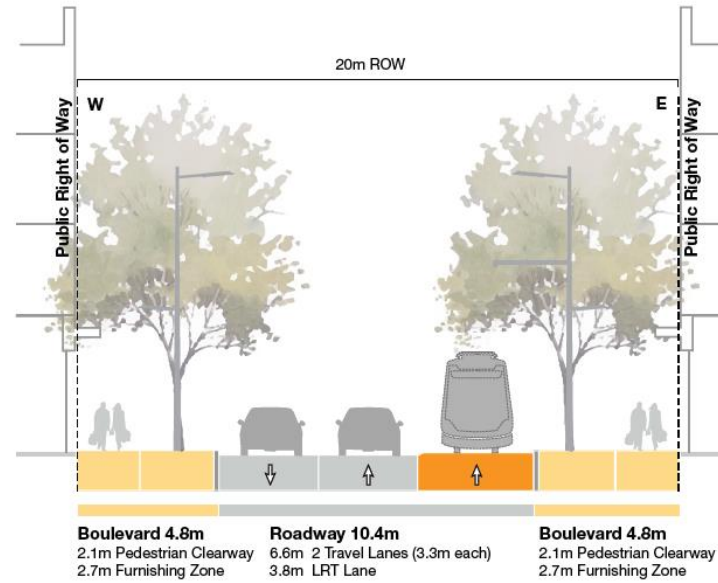 20m ROW
W
E
Public Right of Way
Public Right of Way
Boulevard 4.8m
2.1m Pedestrian Clearway
2.7m Furnishing Zone
Roadway 10.4m
6.6m 2 Travel Lanes (3.3m each)
3.8m LRT Lane
Boulevard 4.8m
2.1m Pedestrian Clearway
2.7m Furnishing Zone